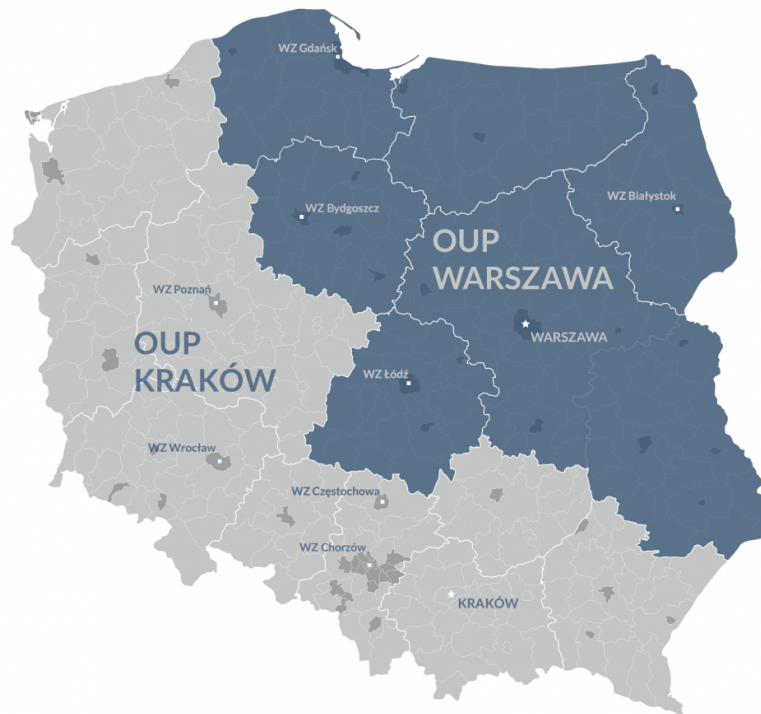 WZ Gdańsk
WZ Białystok
WZ Bydgoszcz
OUP
WARSZAWA
WZ Poznań
WARSZAWA
OUP
KRAKÓW
WZ Łódź
WZ Wrocław
WZ Częstochowa
WZ Chorzów
KRAKÓW